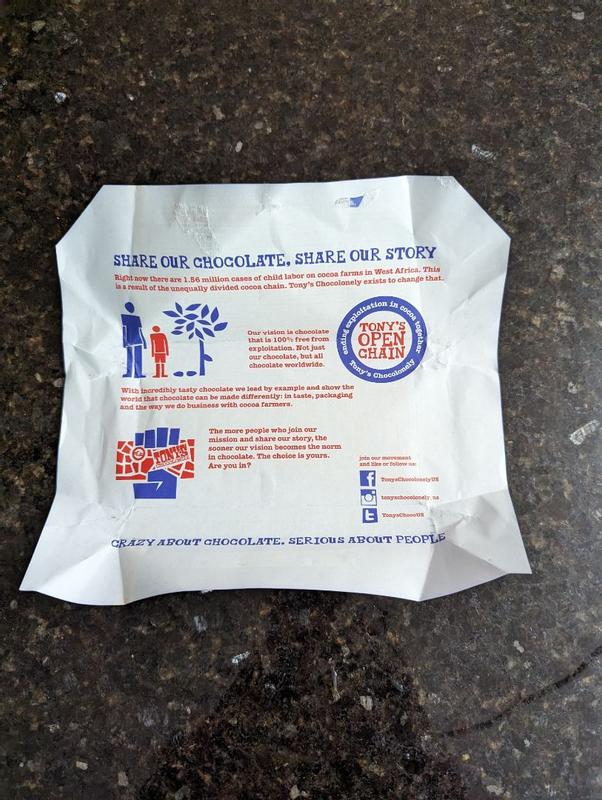 SHARE OUR CHOCOLATE, SHARE OUR STORY
Right now there are 1.56 million cases of child labor on cocoa farms in West Africa. This
is a result of the unequally divided cocoa chain. Tony's Chocolonely exists to change that.
Our vision is chocolate
that is 100% free from
exploitation. Not just
our chocolate, but all
chocolate worldwide.
ending exploitation in cocoa together
TONY'S
OPEN
CHAIN
Tony's Chocolonely
With incredibly tasty chocolate we lead by example and show the
world that chocolate can be made differently: in taste, packaging
and the way we do business with cocoa farmers.
TONY'S
The more people who join our
mission and share our story, the
sooner our vision becomes the norm
in chocolate. The choice is yours.
Are you in?
join our movement
and like or follow us:
TonysChocolonelyUS
tonyschocolonely_us
TonysChocoUS
CRAZY ABOUT CHOCOLATE, SERIOUS ABOUT PEOPLE